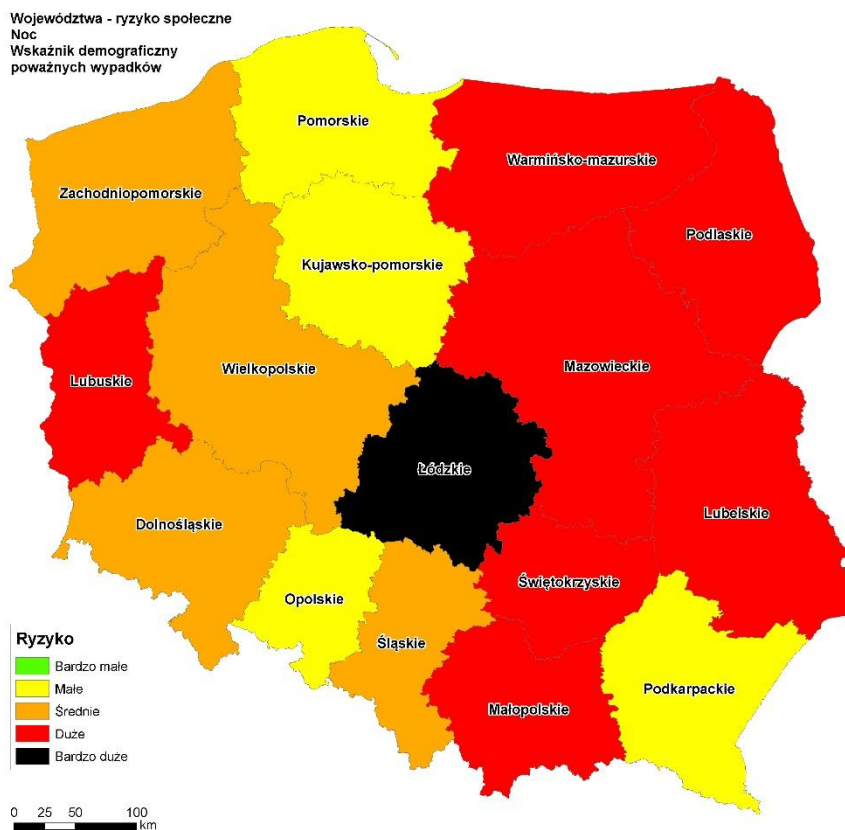 Województwa - ryzyko społeczne
Noc
Wskaźnik demograficzny
poważnych wypadków
Pomorskie
Warmińsko-mazurskie
Zachodniopomorskie
Podlaskie
Kujawsko-pomorskie
Mazowieckie
Wielkopolskie
Lubuskie
Łódzkie
Lubelskie
Dolnośląskie
Świętokrzyskie
Opolskie
Śląskie
Podkarpackie
Małopolskie
Ryzyko
Bardzo małe
Małe
Średnie
Duże
Bardzo duże
0 25 50 100
km